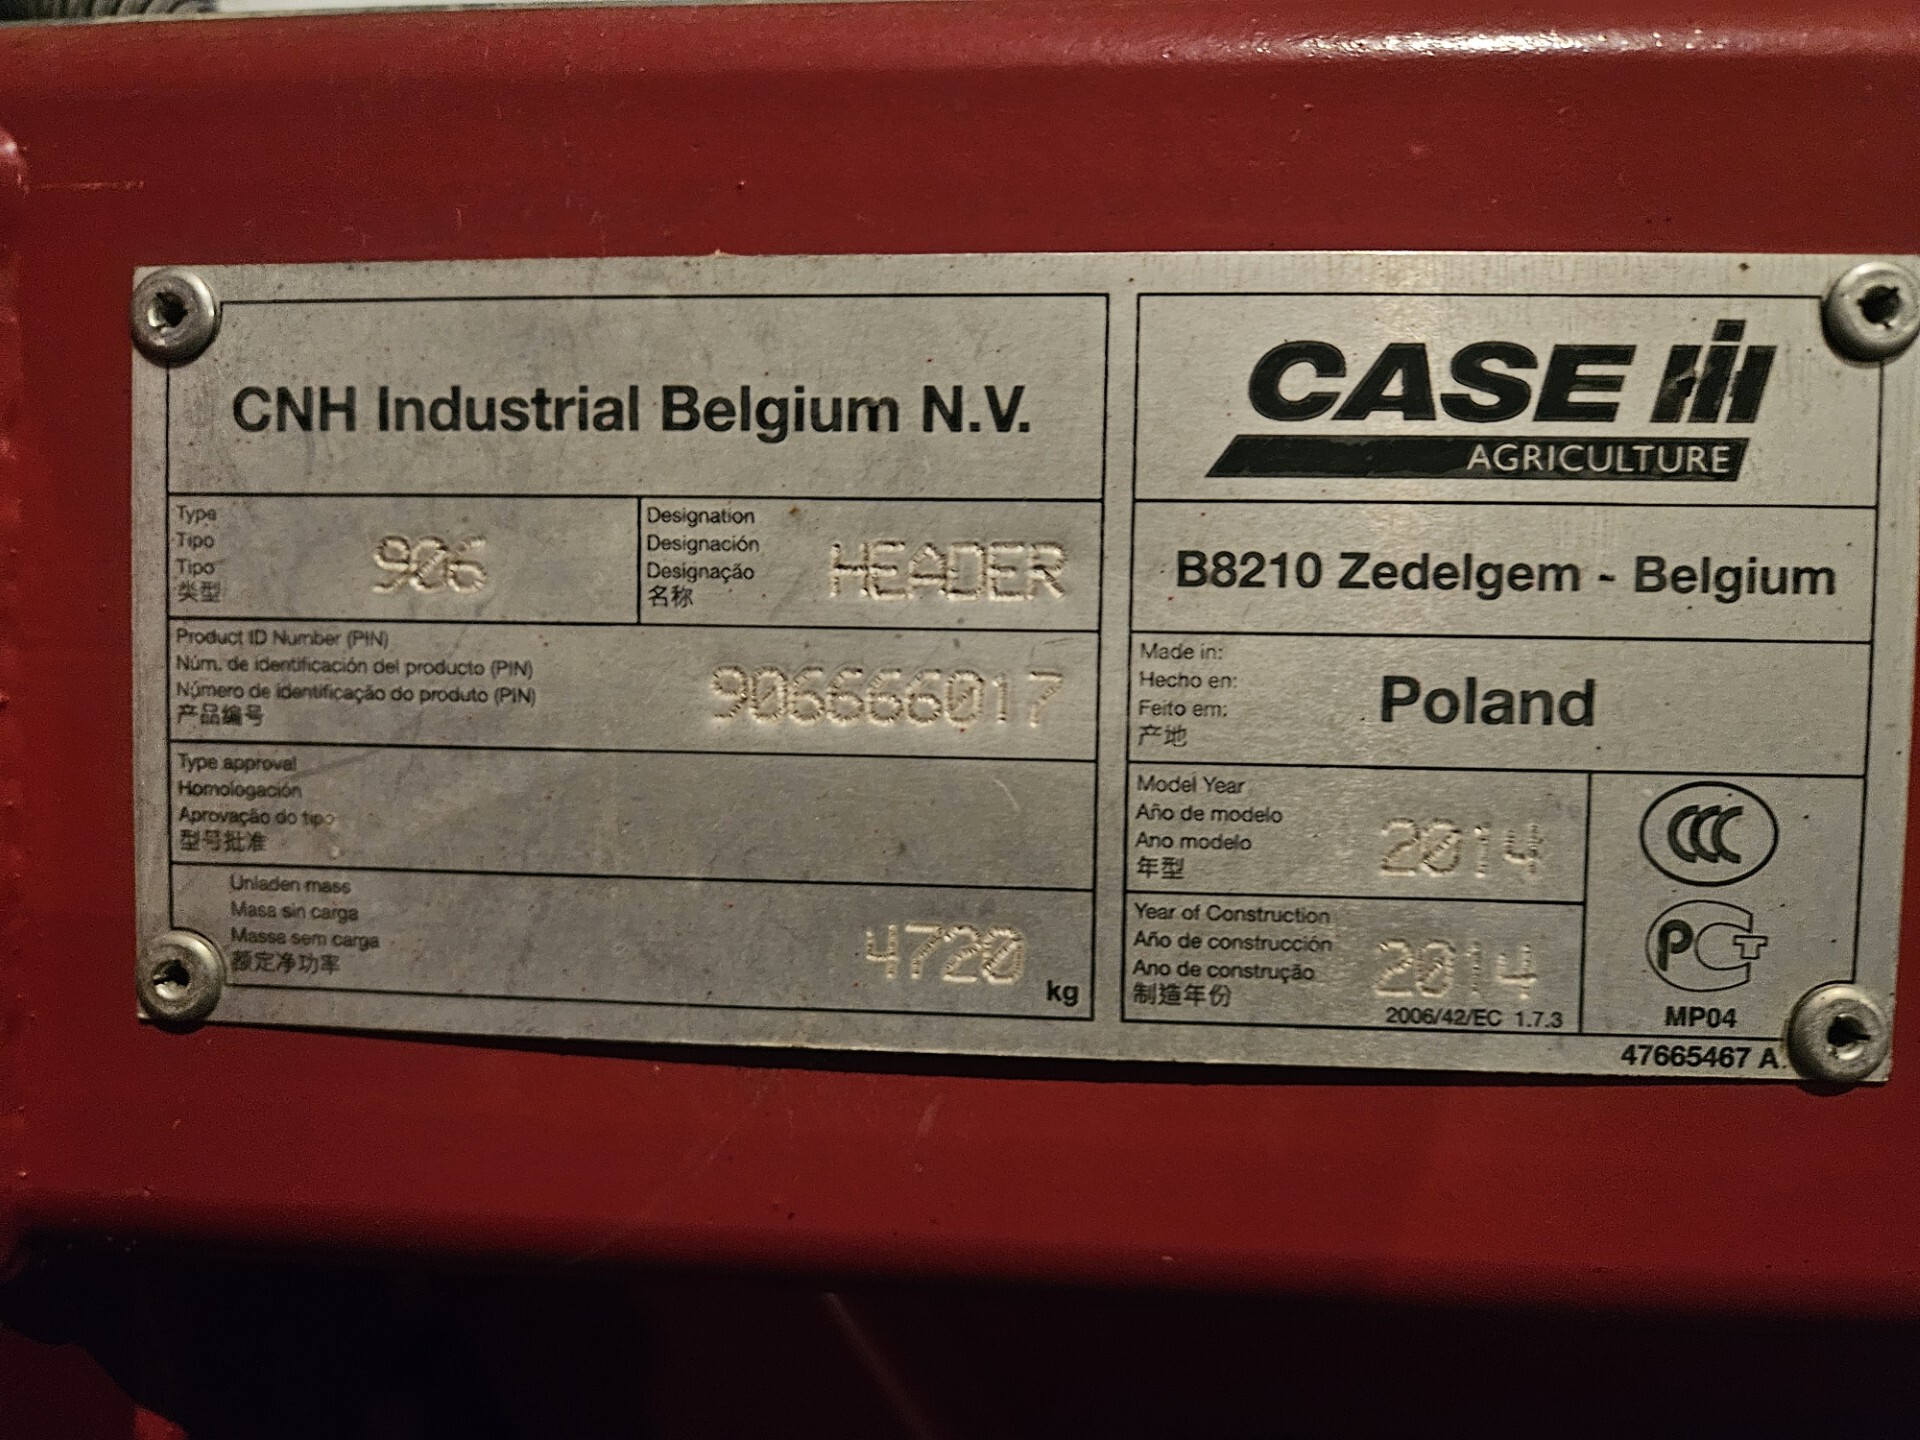 CNH Industrial Belgium N.V.
Type
Tipo
Tipo
类型
906
Designation
Designación
Designação
名称
HEADER
Product ID Number (PIN)
Núm. de identificación del producto (PIN)
Número de identificação do produto (PIN)
产品编号
906666017
Type approval
Homologación
Aprovação do tipo
型号批准
Unladen mass
Masa sin carga
Massa sem carga
额定净功率
4720
kg
CASE IH
AGRICULTURE
B8210 Zedelgem - Belgium
Made in:
Hecho en:
Feito em:
产地
Poland
Model Year
Año de modelo
Ano modelo
年型
2014
Year of Construction
Año de construcción
Ano de construção
制造年份
2014
2006/42/EC 1.7.3
CCC
PCT
MP04
47665467 A